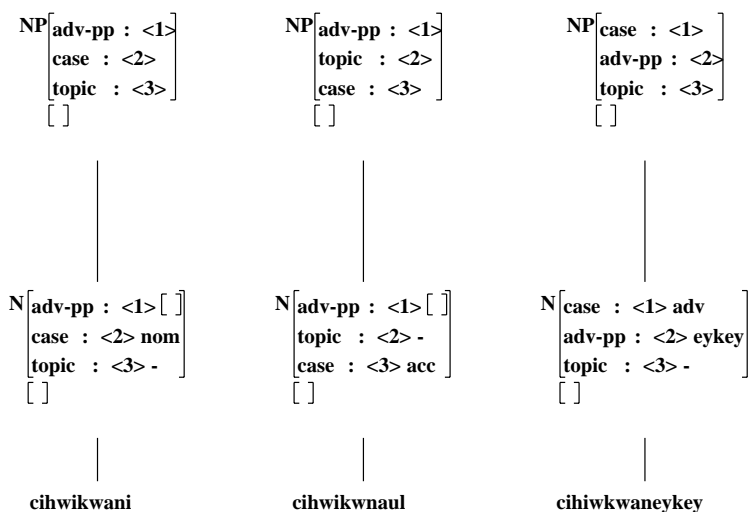 NP adv-pp : <1>
case : <2>
topic : <3>
[ ]
NP adv-pp : <1>
topic : <2>
case : <3>
[ ]
NP case : <1>
adv-pp : <2>
topic : <3>
[ ]
N adv-pp : <1> [ ]
case : <2> nom
topic : <3> -
[ ]
N adv-pp : <1> [ ]
topic : <2> -
case : <3> acc
[ ]
N case : <1> adv
adv-pp : <2> eykey
topic : <3> -
[ ]
cihwikwani
cihwikwnaul
cihiwkwaneykey